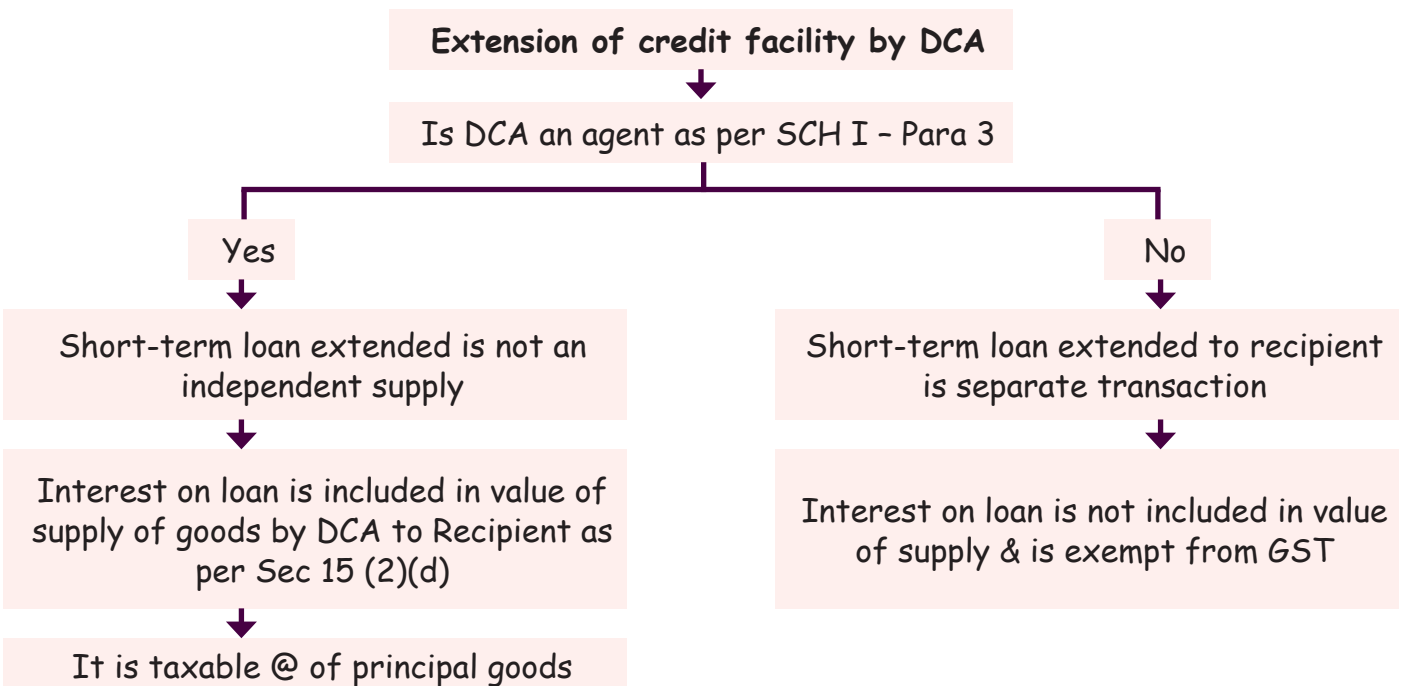 Extension of credit facility by DCA
Is DCA an agent as per SCH I – Para 3
Yes
No
Short-term loan extended is not an
independent supply
Short-term loan extended to recipient
is separate transaction
Interest on loan is included in value of
supply of goods by DCA to Recipient as
per Sec 15 (2)(d)
Interest on loan is not included in value
of supply & is exempt from GST
It is taxable @ of principal goods